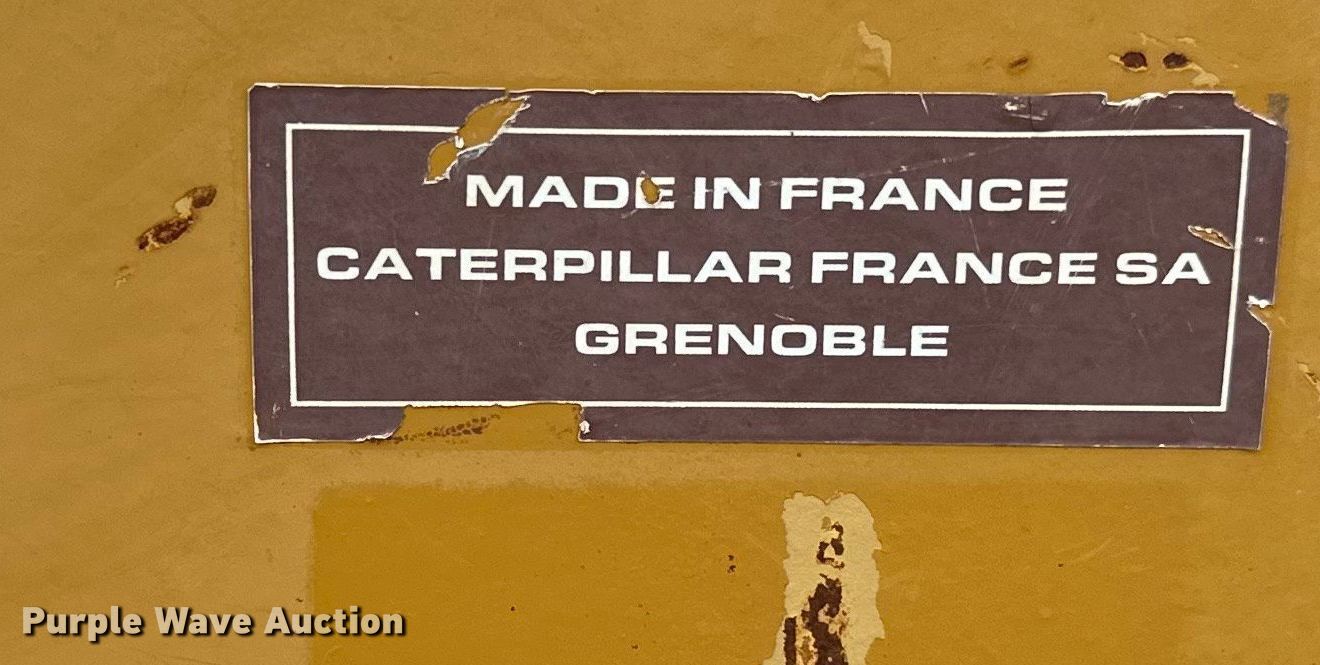 MADE IN FRANCE
CATERPILLAR FRANCE SA
GRENOBLE
Purple Wave Auction